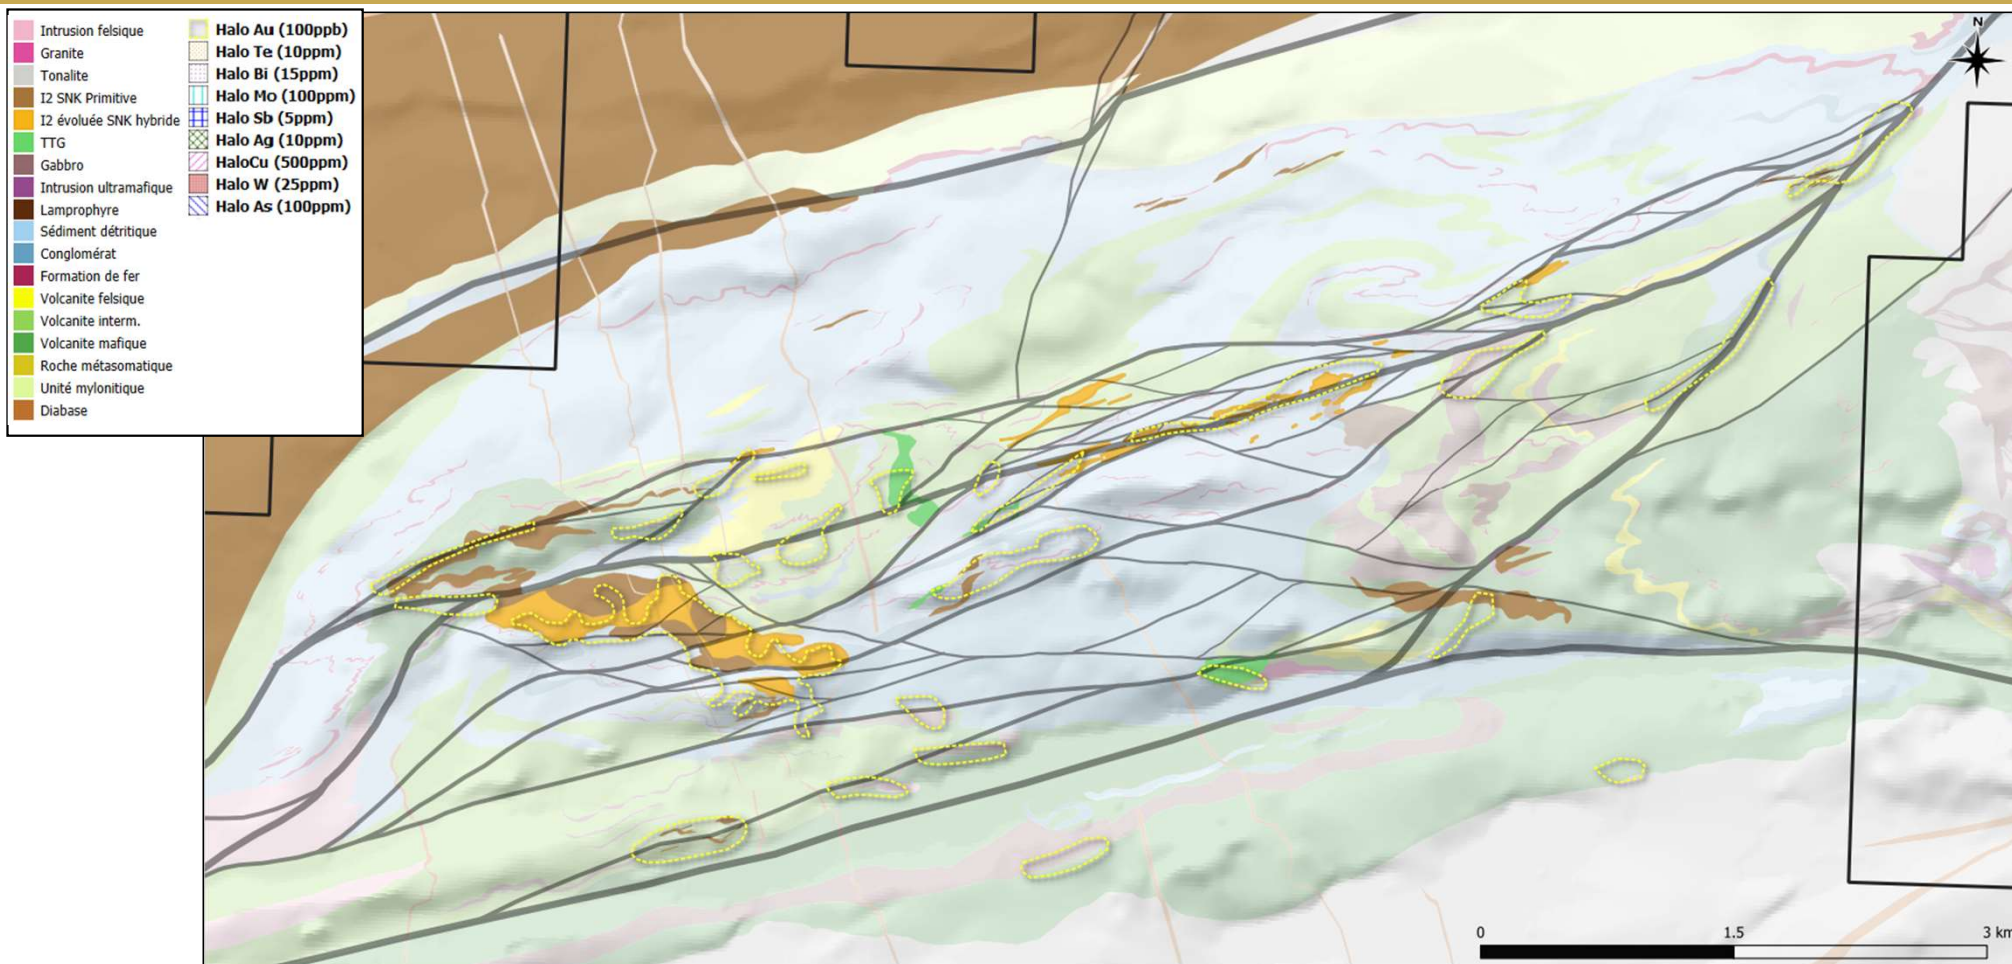 Intrusion felsique
Granite
Tonalite
I2 SNK Primitive
I2 évoluée SNK hybride
TTG
Gabbro
Intrusion ultramafique
Lamprophyre
Sédiment détritique
Conglomérat
Formation de fer
Volcanite felsique
Volcanite interm.
Volcanite mafique
Roche métasomatique
Unité mylonitique
Diabase
Halo Au (100ppb)
Halo Te (10ppm)
Halo Bi (15ppm)
Halo Mo (100ppm)
Halo Sb (5ppm)
Halo Ag (10ppm)
HaloCu (500ppm)
Halo W (25ppm)
Halo As (100ppm)
N
0 1.5 3 km